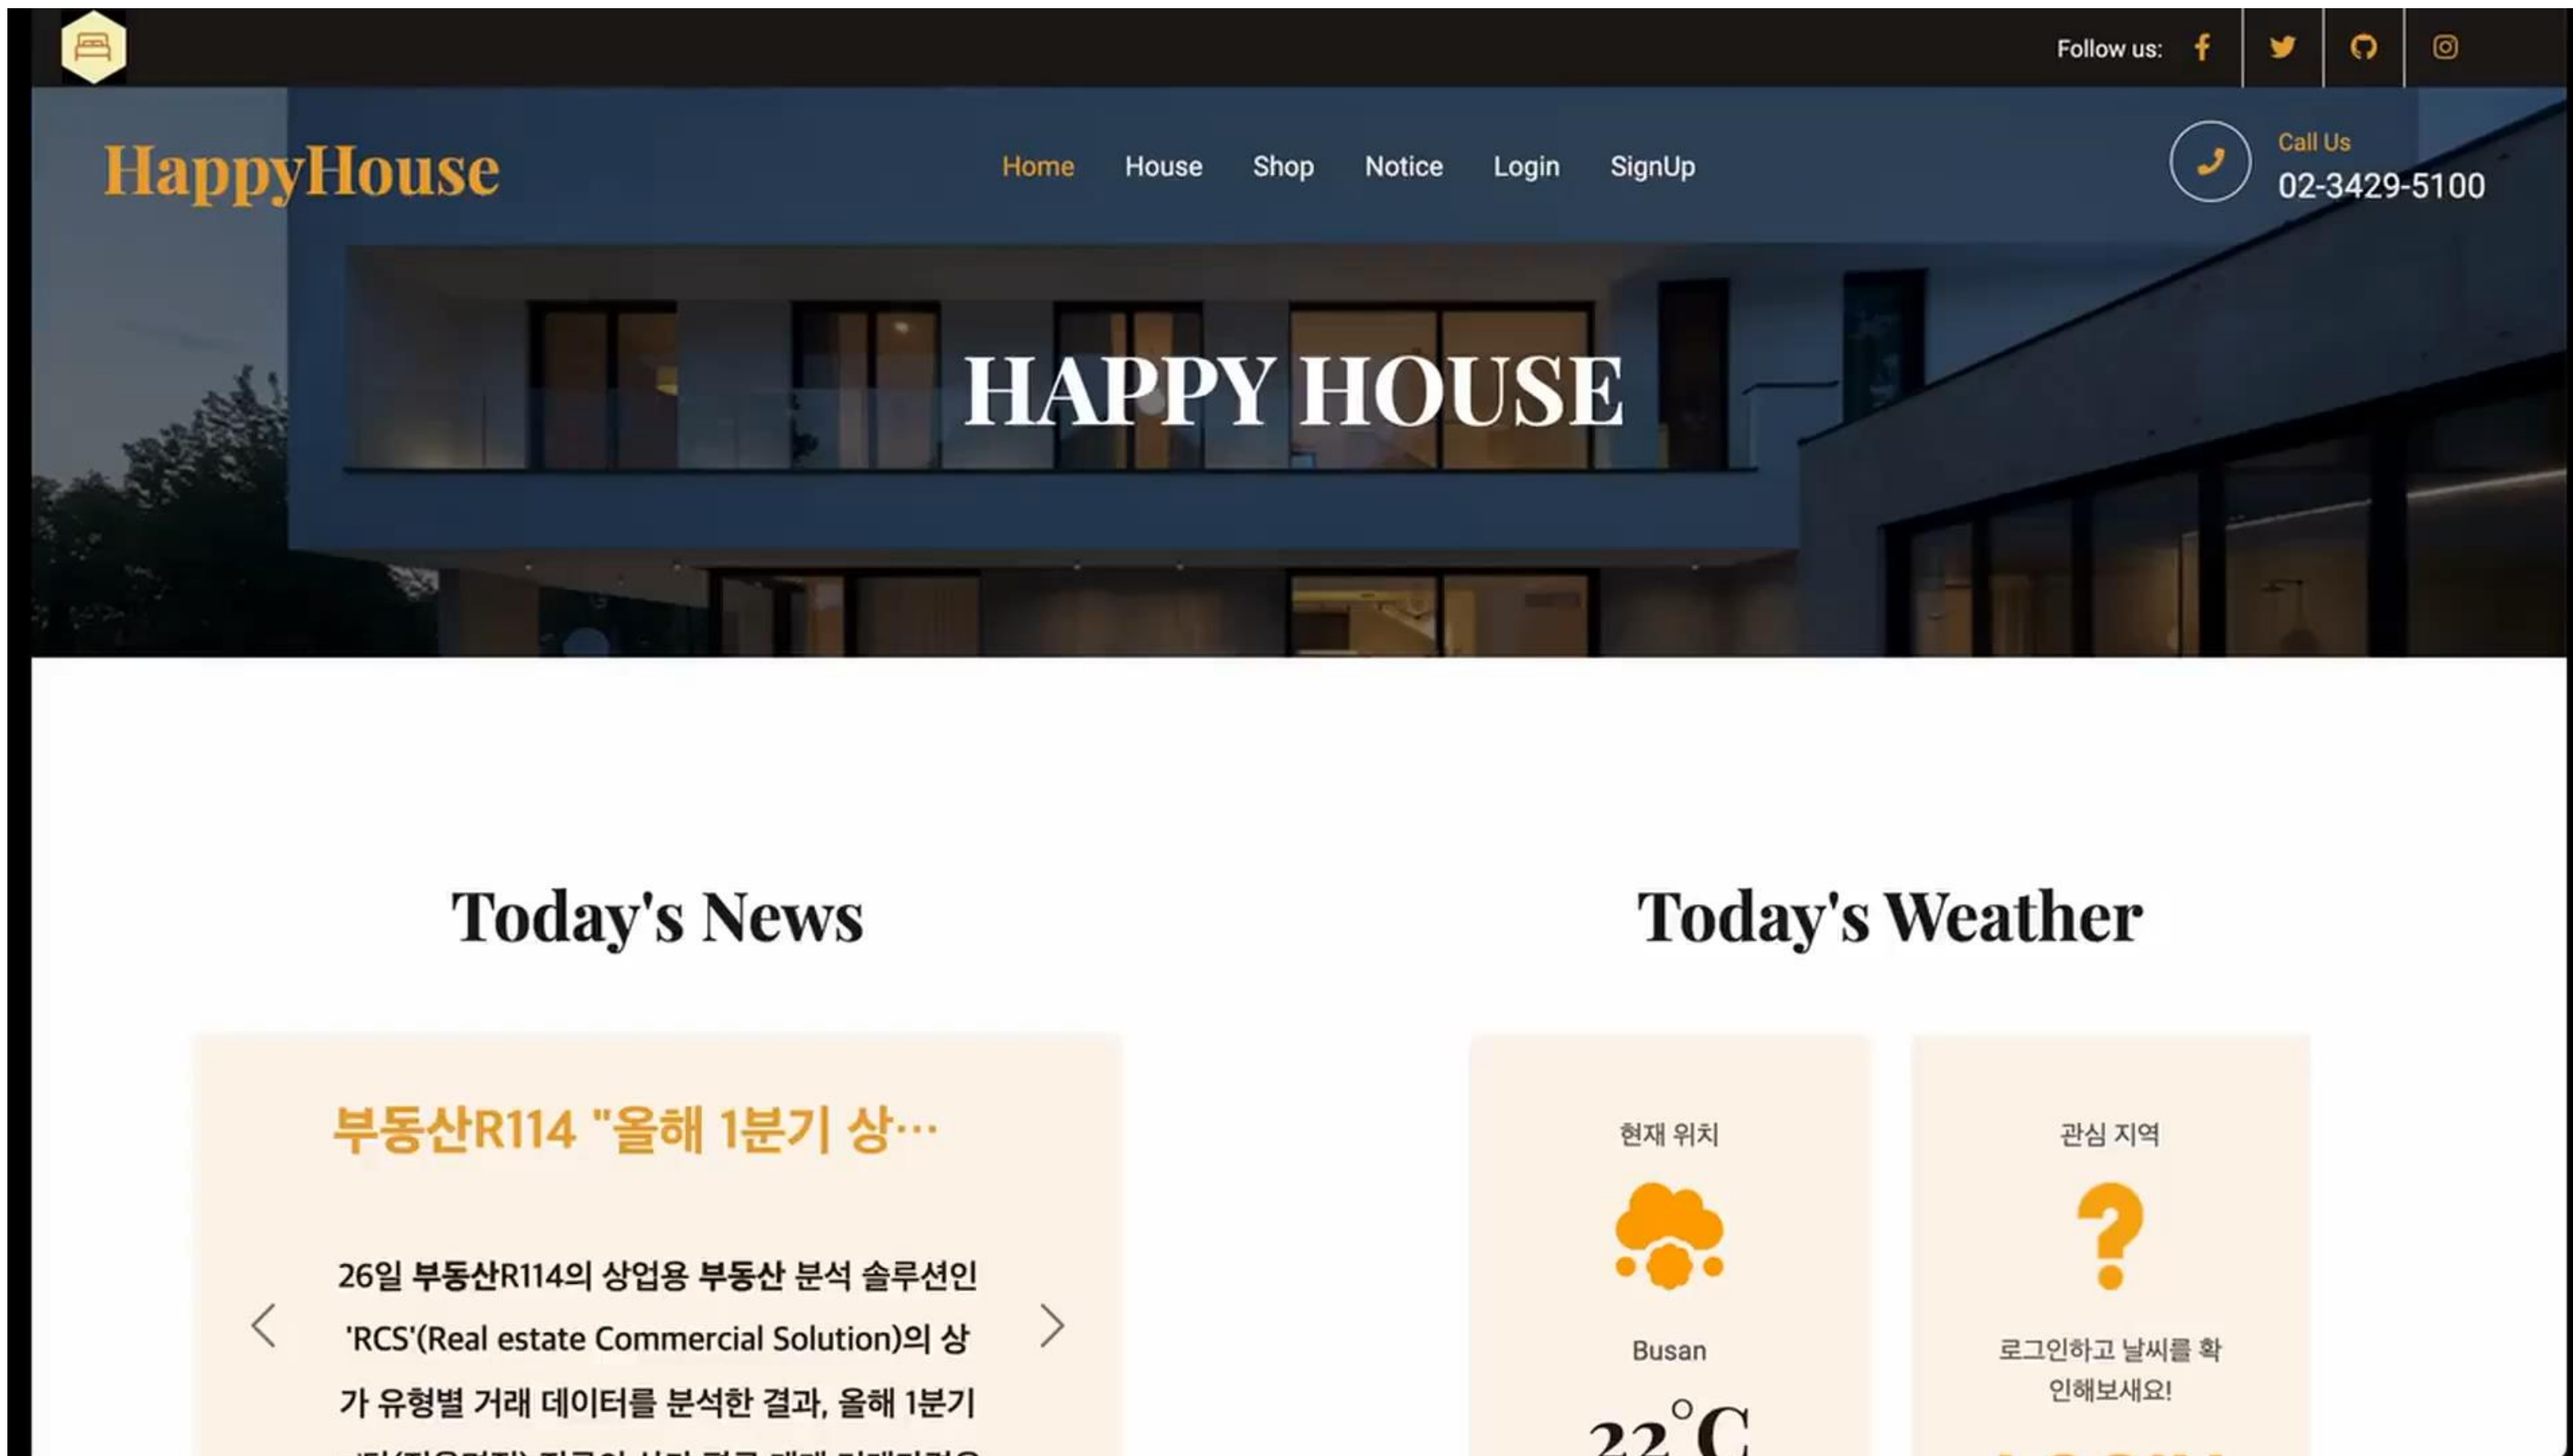 Follow us:
HappyHouse
Home House Shop Notice Login SignUp
Call Us
02-3429-5100
HAPPY HOUSE
Today's News
부동산R114 "올해 1분기 상…
26일 부동산R114의 상업용 부동산 분석 솔루션인
'RCS'(Real estate Commercial Solution)의 상
가 유형별 거래 데이터를 분석한 결과, 올해 1분기
Today's Weather
현재 위치
Busan
22°C
관심 지역
로그인하고 날씨를 확
인해보새요!